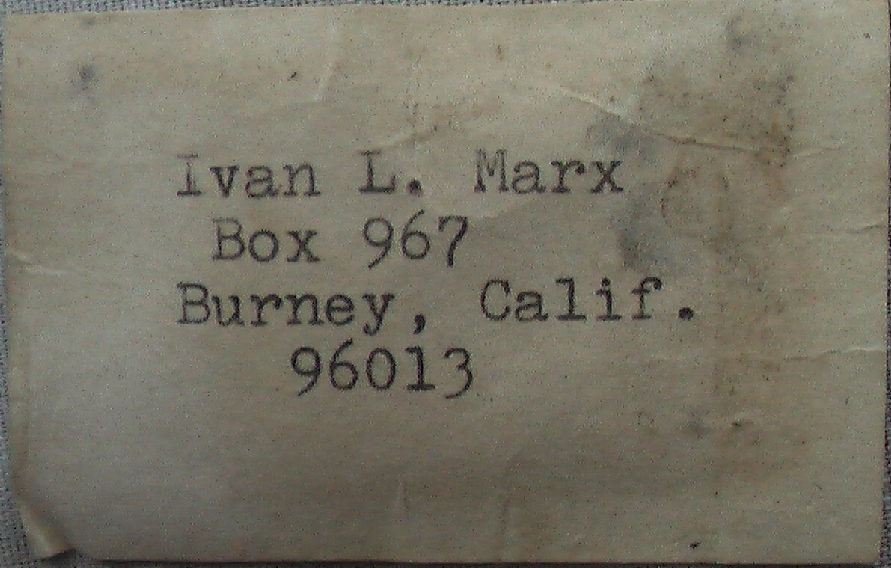 Ivan L. Marx
Box 967
Burney, Calif.
96013